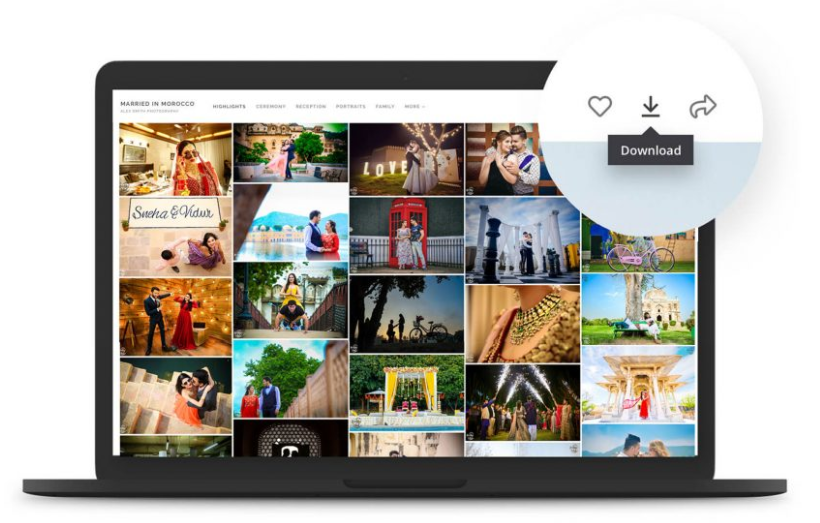 MARRIED IN MOROCCO
ALEX SMITH PHOTOGRAPHY
HIGHLIGHTS CEREMONY RECEPTION PORTRAITS FAMILY MORE
Download
LOVE
Sneha & Vidur